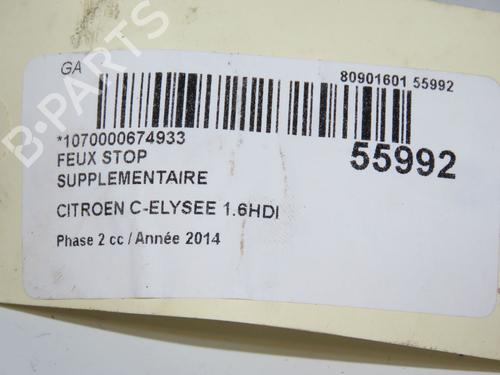 GA
80901601 55992
*1070000674933
55992
FEUX STOP
SUPPLEMENTAIRE
CITROEN C-ELYSEE 1.6HDI
Phase 2 cc / Année 2014
B-PARTS